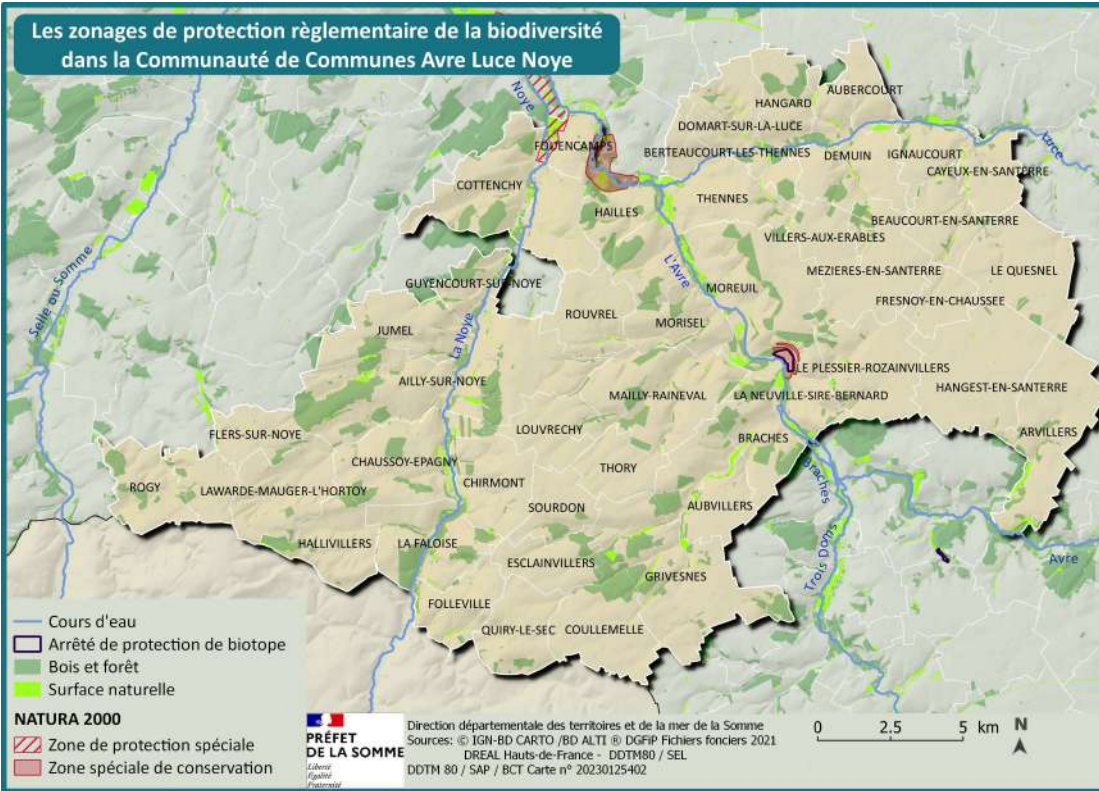 Les zonages de protection règlementaire de la biodiversité
dans la Communauté de Communes Avre Luce Noye
Noye
AUBERCOURT
HANGARD
DOMART-SUR-LA-LUCE
FOUENCAMPS
BERTEAUCOURT-LES-THENNES
DEMUIN
IGNAUCOURT
Luce
CAYEUX-EN-SANTERRE
COTTENCHY
THENNES
HAILLES
BEAUCOURT-EN-SANTERRE
VILLERS-AUX-ERABLES
Selle ou Somme
L'Avre
MEZIERES-EN-SANTERRE
LE QUESNEL
GUYENCOURT-SUR-NOYE
MOREUIL
FRESNOY-EN-CHAUSSEE
ROUVREL
MORISEL
JUMEL
La Noye
LE PLESSIER-ROZAINVILLERS
AILLY-SUR-NOYE
HANGEST-EN-SANTERRE
MAILLY-RAINEVAL
LA NEUVILLE-SIRE-BERNARD
FLERS-SUR-NOYE
LOUVRECHY
BRACHES
ARVILLERS
CHAUSSOY-EPAGNY
THORY
Braches
ROGY
LAWARDE-MAUGER-L'HORTOY
CHIRMONT
SOURDON
AUBVILLERS
HALLIVILLERS
LA FALOISE
ESCLAINVILLERS
Avre
GRIVESNES
Trois Doms
FOLLEVILLE
QUIRY-LE-SEC
COULLEMELLE
Cours d'eau
Arrêté de protection de biotope
Bois et forêt
Surface naturelle
NATURA 2000
Zone de protection spéciale
Zone spéciale de conservation
PRÉFET
DE LA SOMME
Liberté
Égalité
Fraternité
Direction départementale des territoires et de la mer de la Somme
Sources: © IGN-BD CARTO /BD ALTI ® DGFiP Fichiers fonciers 2021
DREAL Hauts-de-France - DDTM80 / SEL
DDTM 80 / SAP / BCT Carte n° 20230125402
0 5 km N